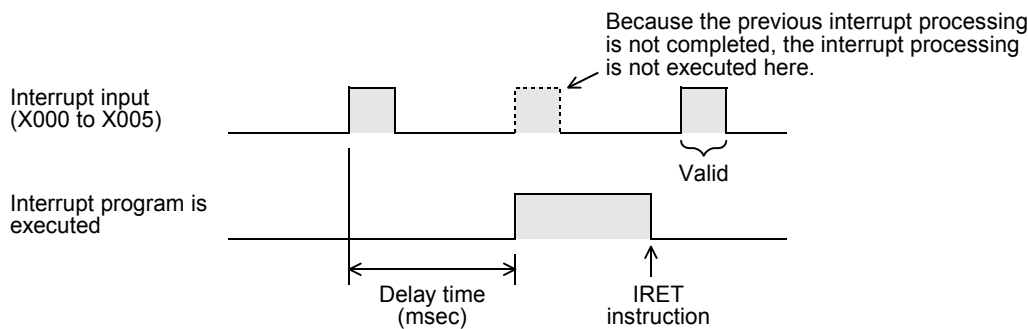 Because the previous interrupt processing
is not completed, the interrupt processing
is not executed here.
Interrupt input
(X000 to X005)
Valid
Interrupt program is
executed
Delay time
(msec)
IRET
instruction